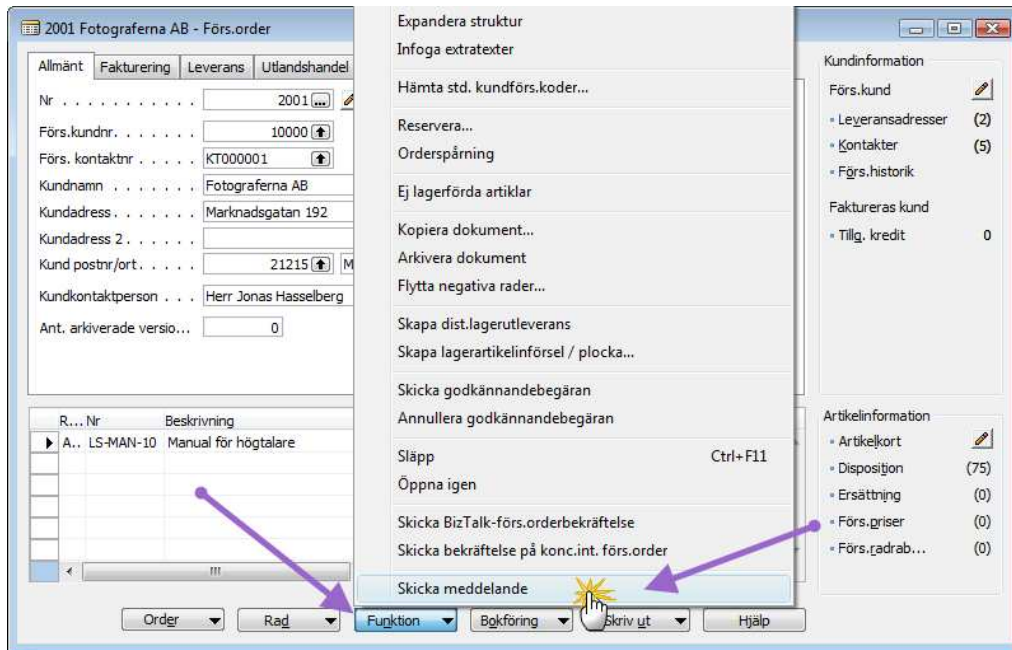 2001 Fotograferna AB - Förs.order
Allmänt Fakturering Leverans Utlandshandel
Nr . . . . . . . . . . . 2001
Förs.kundnr. . . . . . . 10000
Förs. kontaktnr . . . . . KT000001
Kundnamn . . . . . . . Fotograferna AB
Kundadress . . . . . . . Marknadsgatan 192
Kundadress 2 . . . . . .
Kund postnr/ort . . . . . 21215 M
Kundkontaktperson . . . Herr Jonas Hasselberg
Ant. arkiverade versio... 0
R... Nr Beskrivning
A.. LS-MAN-10 Manual för högtalare
Expandera struktur
Infoga extratexter
Hämta std. kundförs.koder...
Reservera...
Orderspårning
Ej lagerförda artiklar
Kopiera dokument...
Arkivera dokument
Flytta negativa rader...
Skapa dist.lagerutleverans
Skapa lagerartikelinförsel / plocka...
Skicka godkännandebegäran
Annullera godkännandebegäran
Släpp Ctrl+F11
Öppna igen
Skicka BizTalk-förs.orderbekräftelse
Skicka bekräftelse på konc.int. förs.order
Skicka meddelande
Kundinformation
Förs.kund
Leveransadresser (2)
Kontakter (5)
Förs.historik
Faktureras kund
Tillg. kredit 0
Artikelinformation
Artikelkort
Disposition (75)
Ersättning (0)
Förs.priser (0)
Förs.radrab... (0)
Order Rad Funktion Bokföring Skriv ut Hjälp